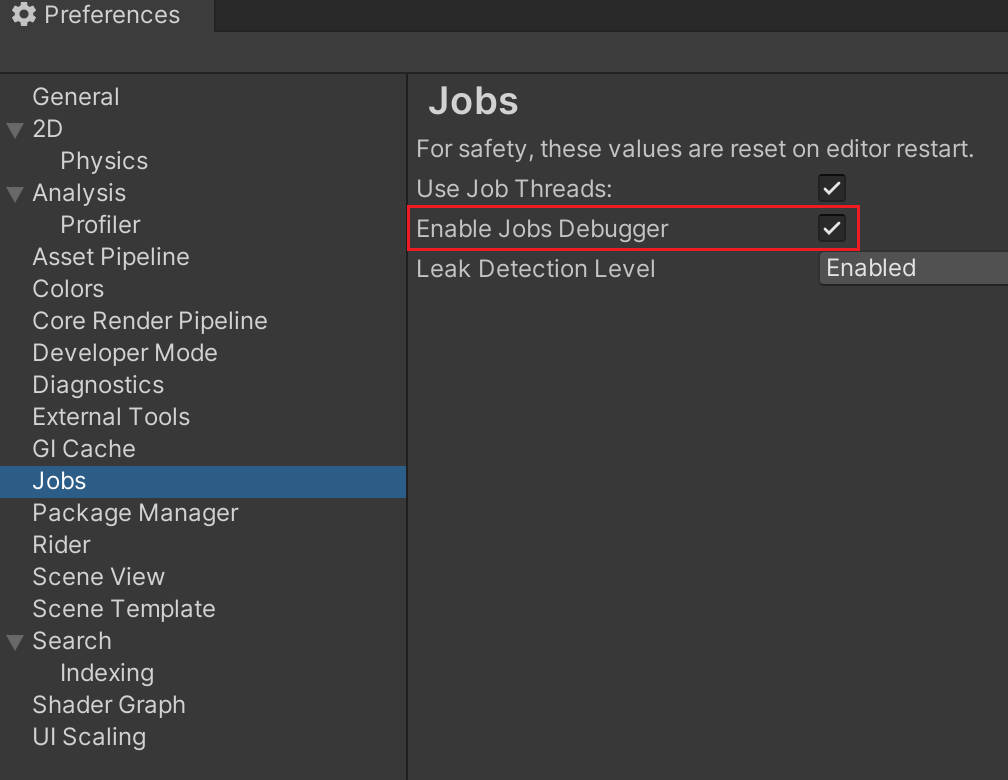 Preferences
General
2D
Physics
Analysis
Profiler
Asset Pipeline
Colors
Core Render Pipeline
Developer Mode
Diagnostics
External Tools
GI Cache
Jobs
Package Manager
Rider
Scene View
Scene Template
Search
Indexing
Shader Graph
UI Scaling
Jobs
For safety, these values are reset on editor restart.
Use Job Threads:
Enable Jobs Debugger
Leak Detection Level Enabled